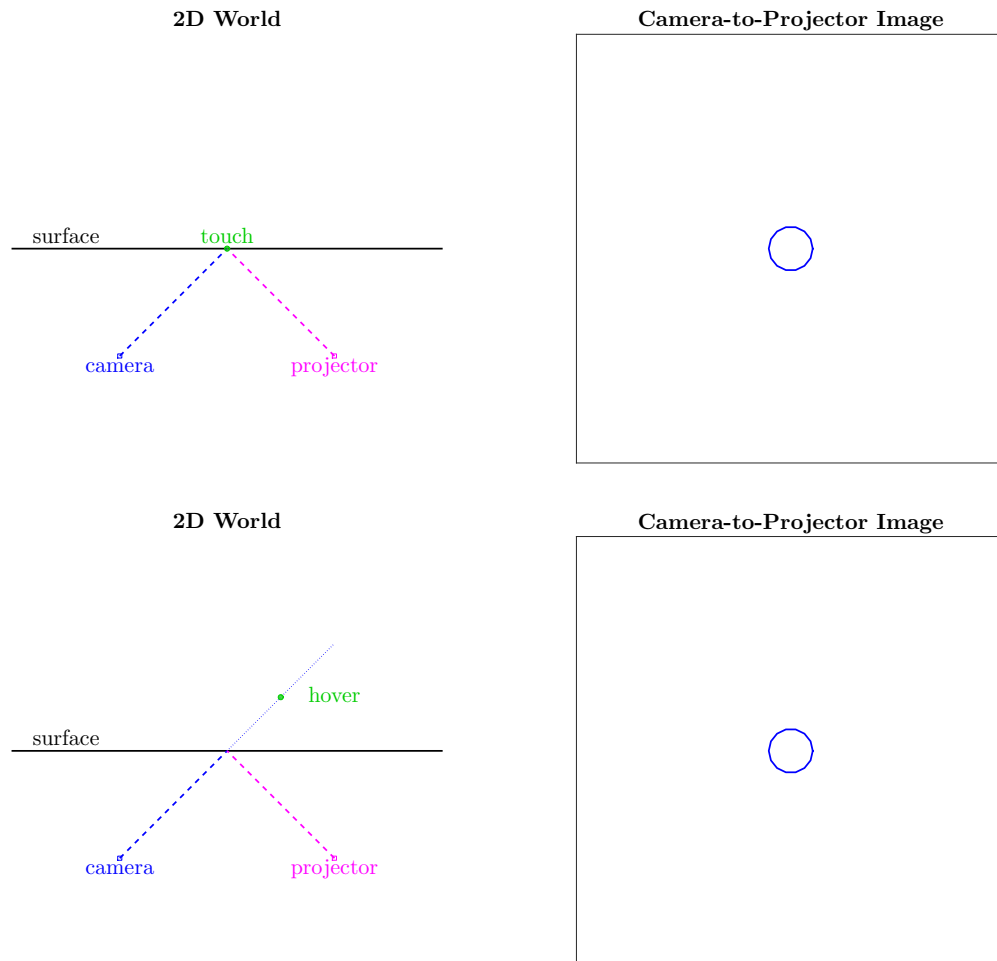 2D World
Camera-to-Projector Image
surface
touch
camera
projector
2D World
Camera-to-Projector Image
hover
surface
camera
projector